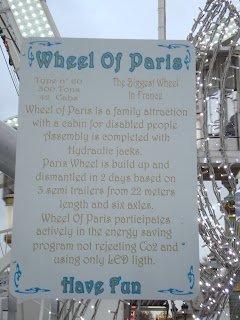 Wheel Of Paris
Type n° 60
300 Tons
42 Cabs
The Biggest Wheel
In France
Wheel of Paris is a family attraction
with a cabin for disabled people
Assembly is completed with
Hydraulic jacks.
Paris Wheel is build up and
dismantled in 2 days based on
5 semi trailers from 22 meters
length and six axles.
Wheel Of Paris participates
actively in the energy saving
program not rejecting Co2 and
using only LED ligth.
Have Fun